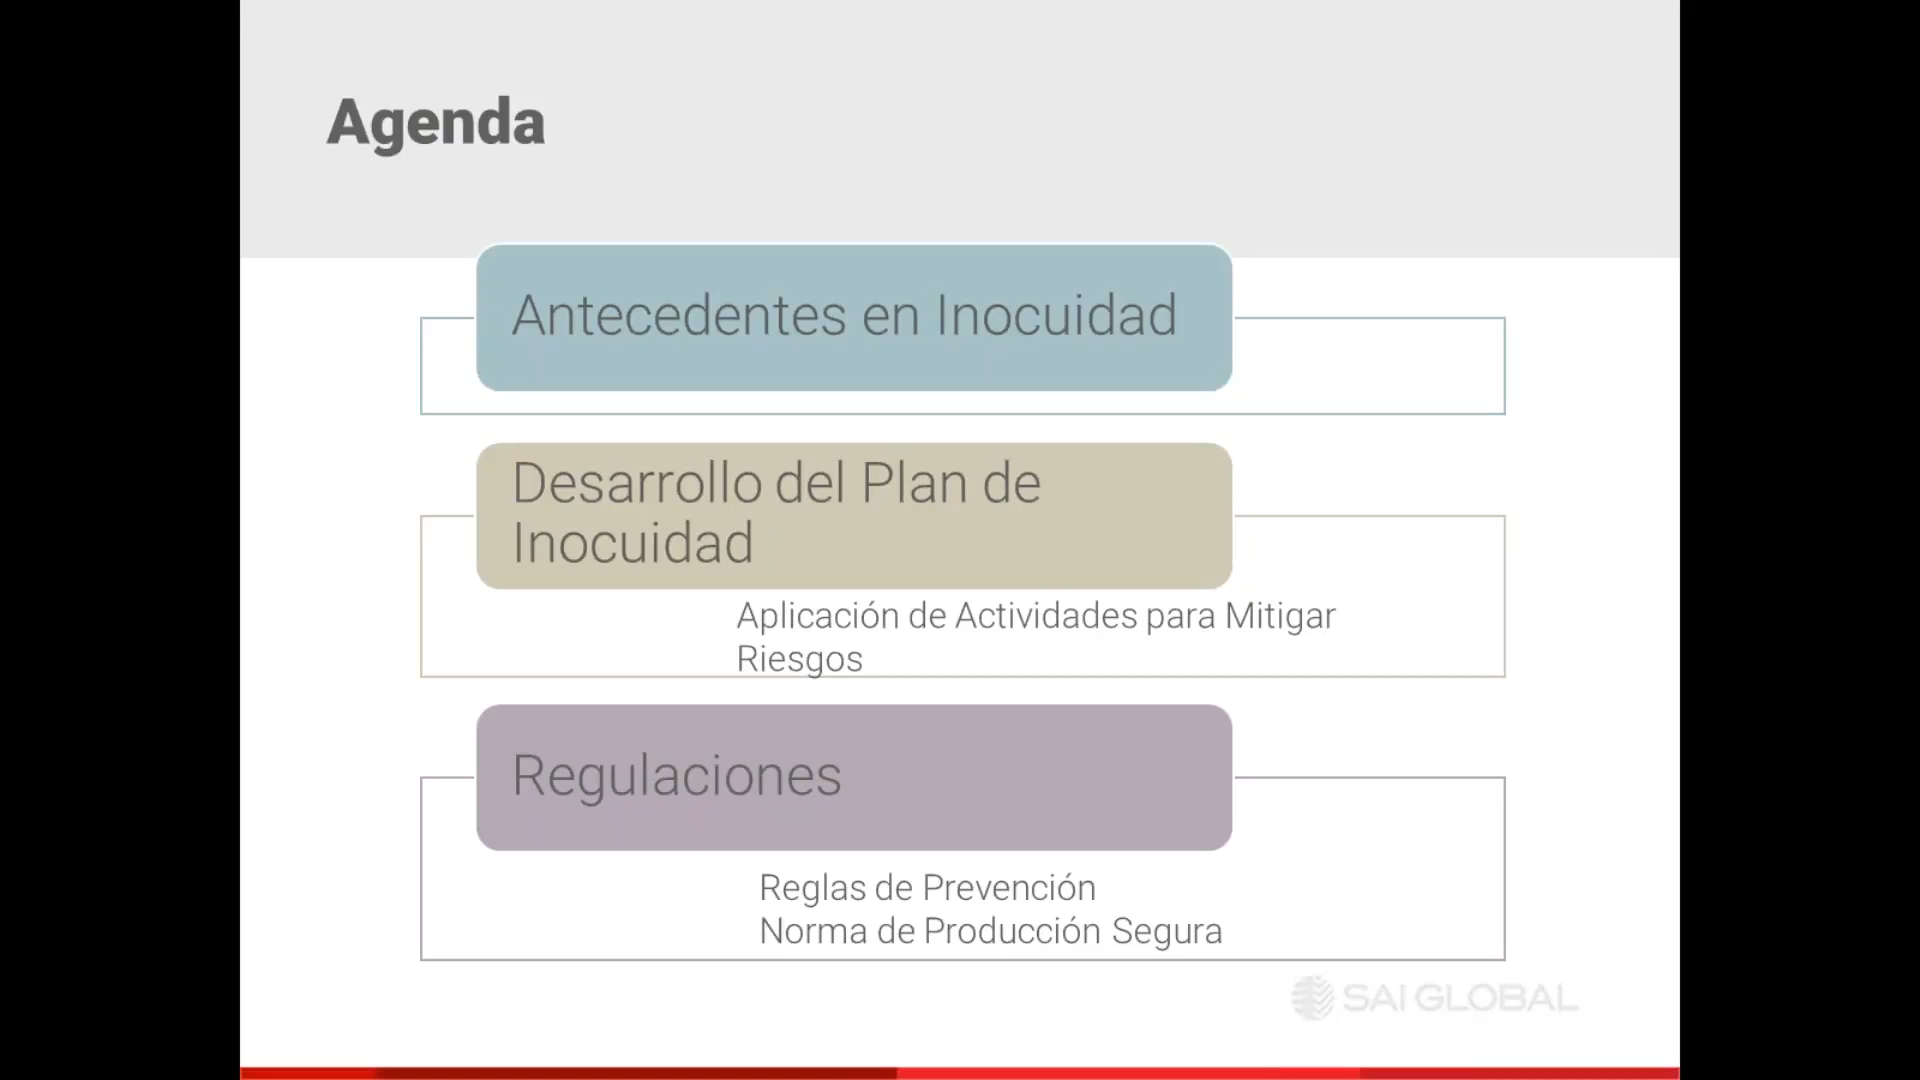 Agenda
Antecedentes en Inocuidad
Desarrollo del Plan de
Inocuidad
Aplicación de Actividades para Mitigar
Riesgos
Regulaciones
Reglas de Prevención
Norma de Producción Segura
SAI GLOBAL